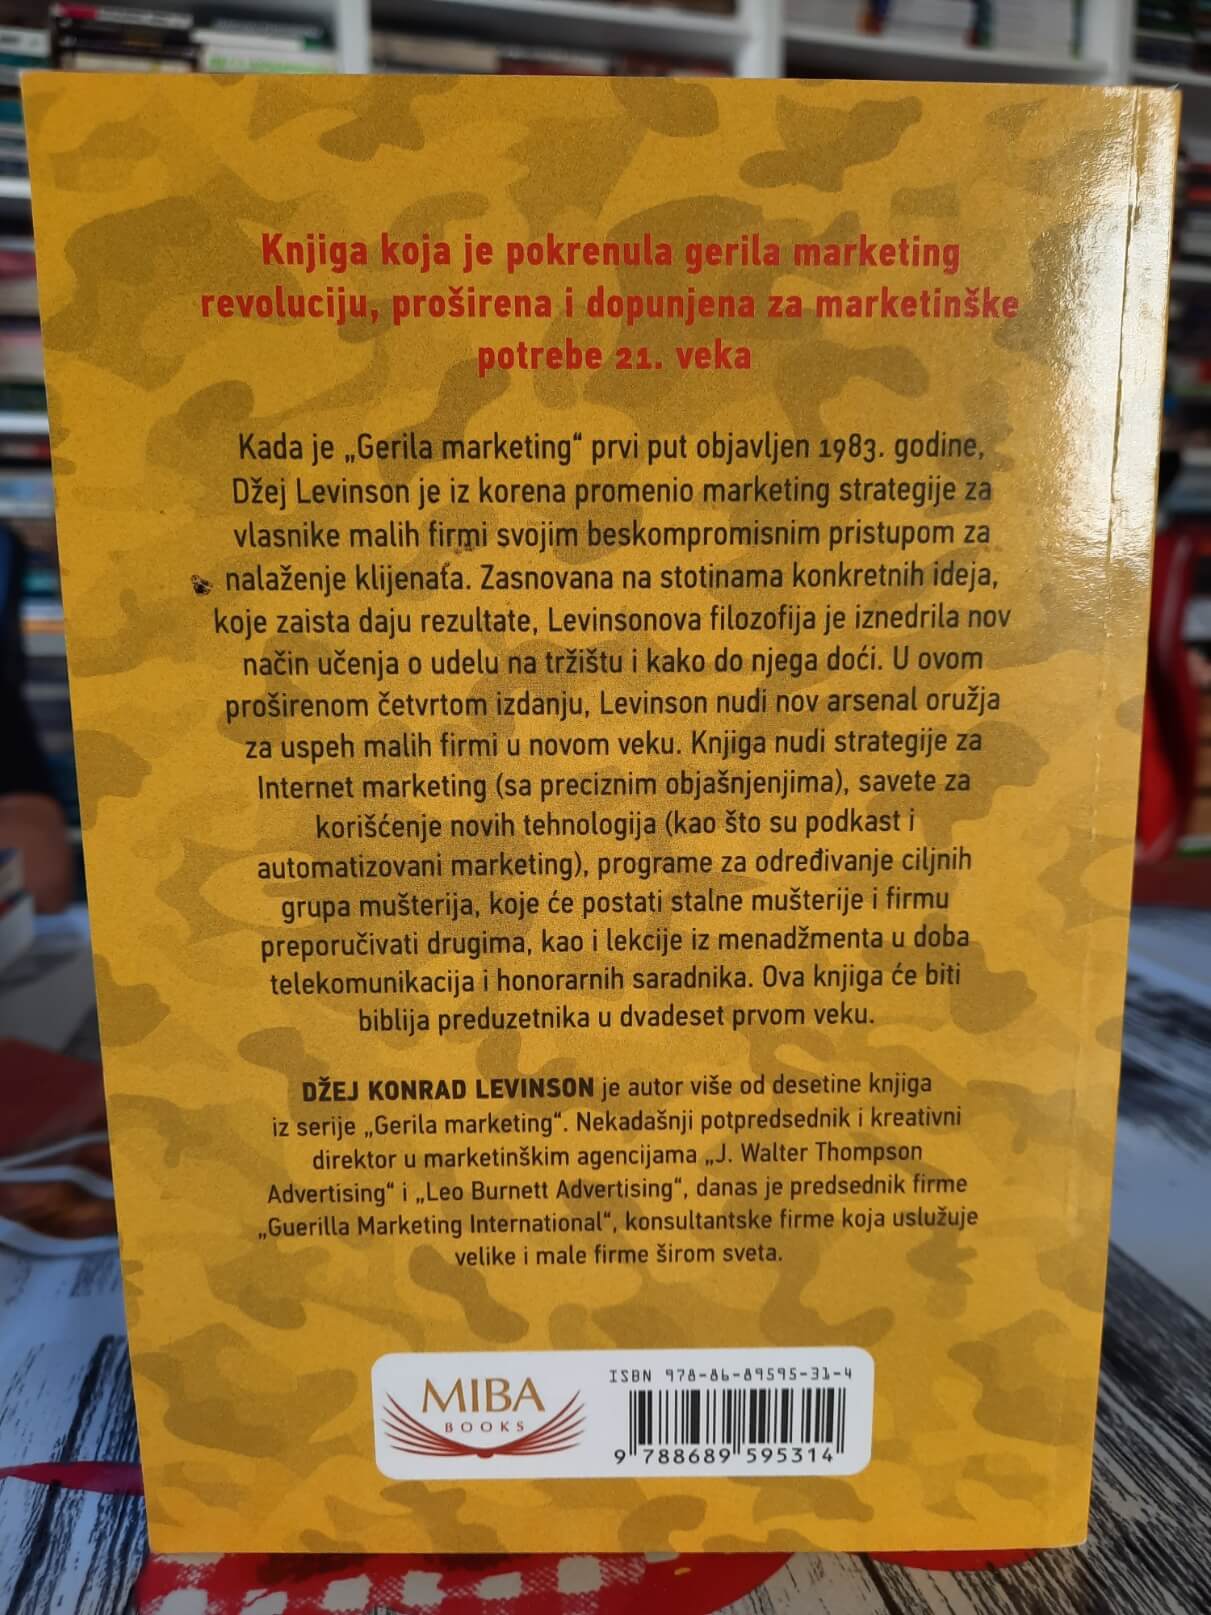 Knjiga koja je pokrenula gerila marketing
revoluciju, proširena i dopunjena za marketinške
potrebe 21. veka
Kada je „Gerila marketing“ prvi put objavljen 1983. godine,
Džej Levinson je iz korena promenio marketing strategije za
vlasnike malih firmi svojim beskompromisnim pristupom za
nalaženje klijenata. Zasnovana na stotinama konkretnih ideja,
koje zaista daju rezultate, Levinsonova filozofija je iznedrila nov
način učenja o udelu na tržištu i kako do njega doći. U ovom
proširenom četvrtom izdanju, Levinson nudi nov arsenal oružja
za uspeh malih firmi u novom veku. Knjiga nudi strategije za
Internet marketing (sa preciznim objašnjenjima), savete za
korišćenje novih tehnologija (kao što su podkast i
automatizovani marketing), programe za određivanje ciljnih
grupa mušterija, koje će postati stalne mušterije i firmu
preporučivati drugima, kao i lekcije iz menadžmenta u doba
telekomunikacija i honorarnih saradnika. Ova knjiga će biti
biblija preduzetnika u dvadeset prvom veku.
DŽEJ KONRAD LEVINSON je autor više od desetine knjiga
iz serije „Gerila marketing“. Nekadašnji potpredsednik i kreativni
direktor u marketinškim agencijama „J. Walter Thompson
Advertising“ i „Leo Burnett Advertising“, danas je predsednik firme
„Guerilla Marketing International“, konsultantske firme koja uslužuje
velike i male firme širom sveta.
MIBA
BOOKS
ISBN 978-86-89595-31-4
9 788689 595314